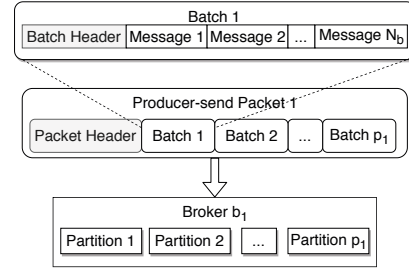 Batch 1
Batch Header Message 1 Message 2 ... Message N_b
Producer-send Packet 1
Packet Header Batch 1 Batch 2 ... Batch p_1
Broker b_1
Partition 1 Partition 2 ... Partition p_1